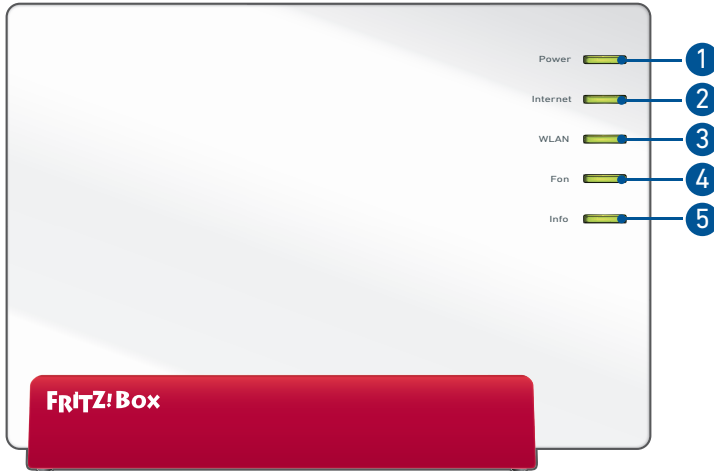 Power 1
Internet 2
WLAN 3
Fon 4
Info 5
FRITZ!Box